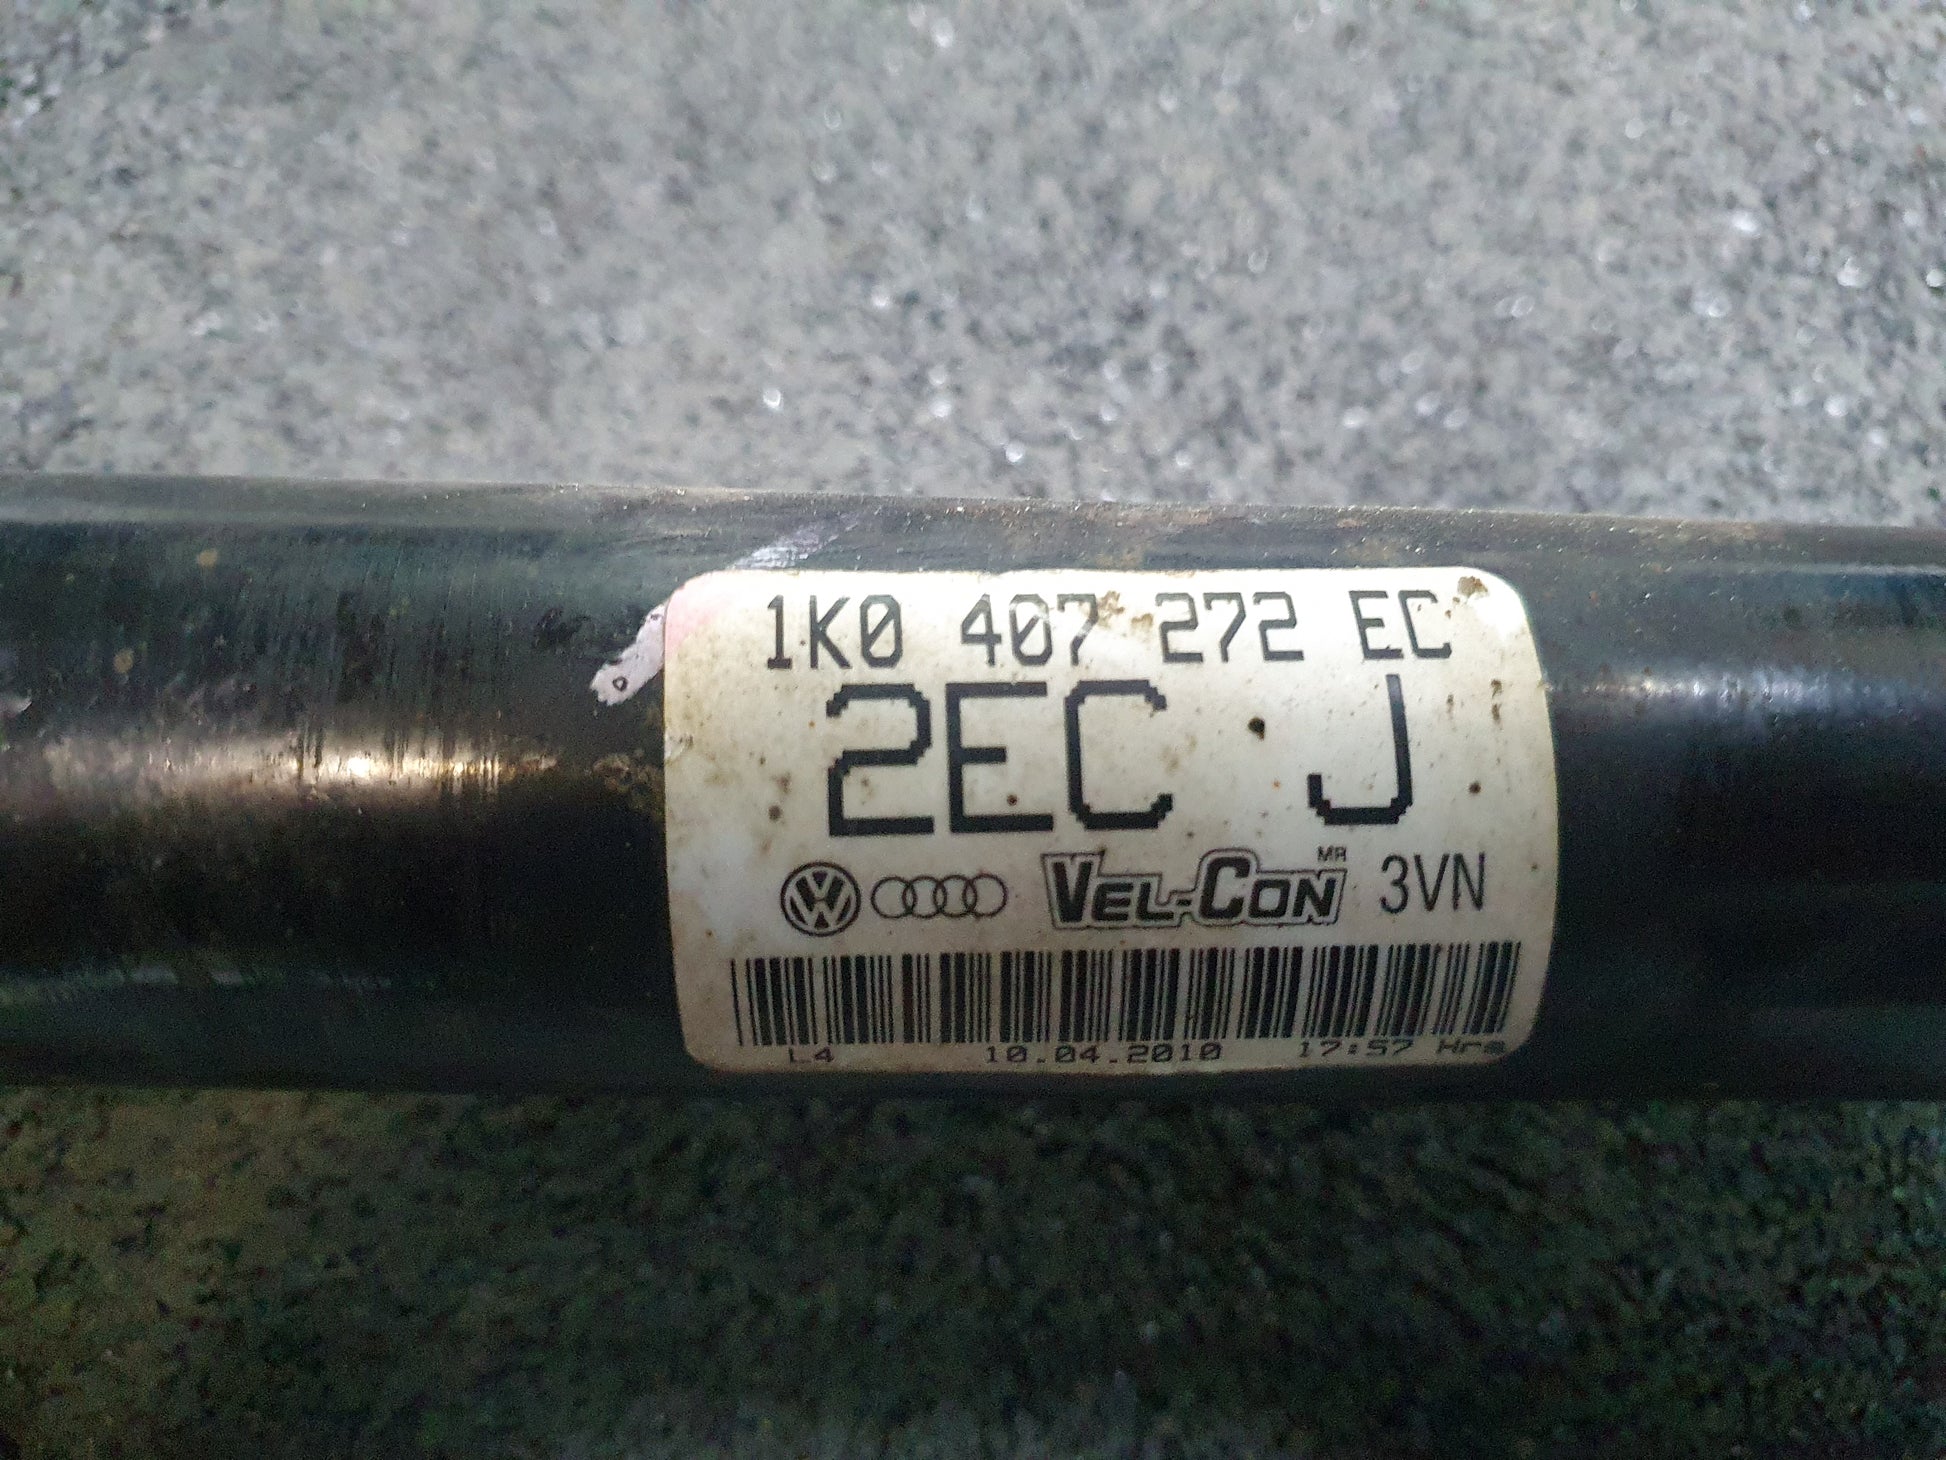 1K0 407 272 EC
2EC J
VEL-CON MR 3VN
L4 10.04.2010 17:57 Hrs